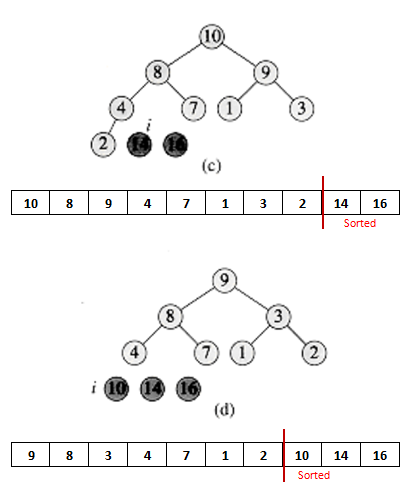 10
8 9
4 7 1 3
i
2 14 16
(c)
10 8 9 4 7 1 3 2 14 16
Sorted
9
8 3
4 7 1 2
i 10 14 16
(d)
9 8 3 4 7 1 2 10 14 16
Sorted